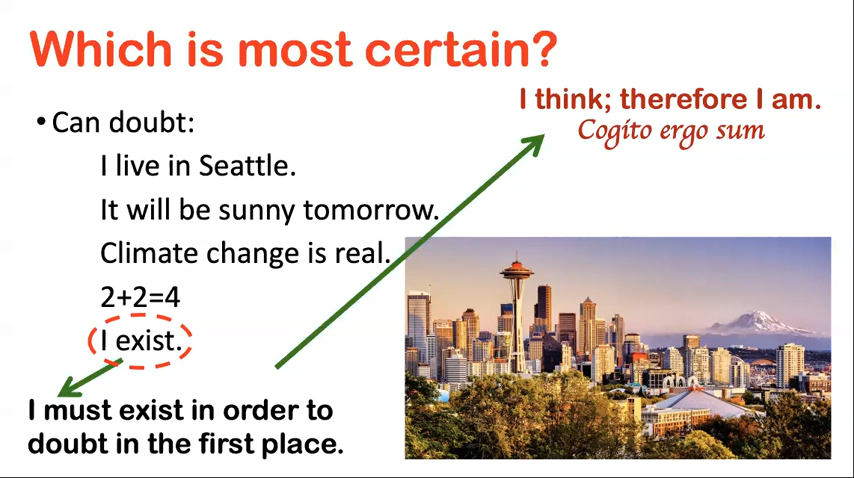 Which is most certain?
I think; therefore I am.
Cogito ergo sum
• Can doubt:
I live in Seattle.
It will be sunny tomorrow.
Climate change is real.
2+2=4
I exist.
I must exist in order to
doubt in the first place.